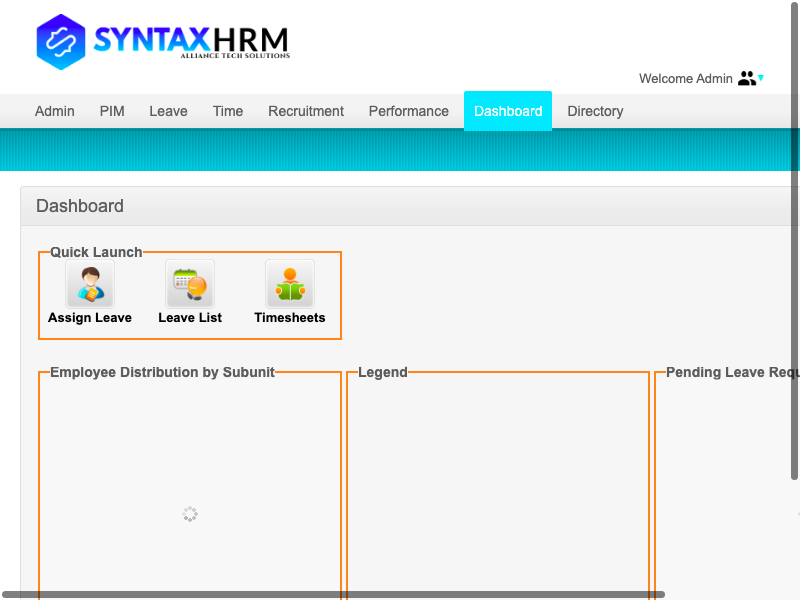 SYNTAXHRM
ALLIANCE TECH SOLUTIONS
Welcome Admin
Admin PIM Leave Time Recruitment Performance Dashboard Directory
Dashboard
Quick Launch
Assign Leave Leave List Timesheets
Employee Distribution by Subunit Legend Pending Leave Requ